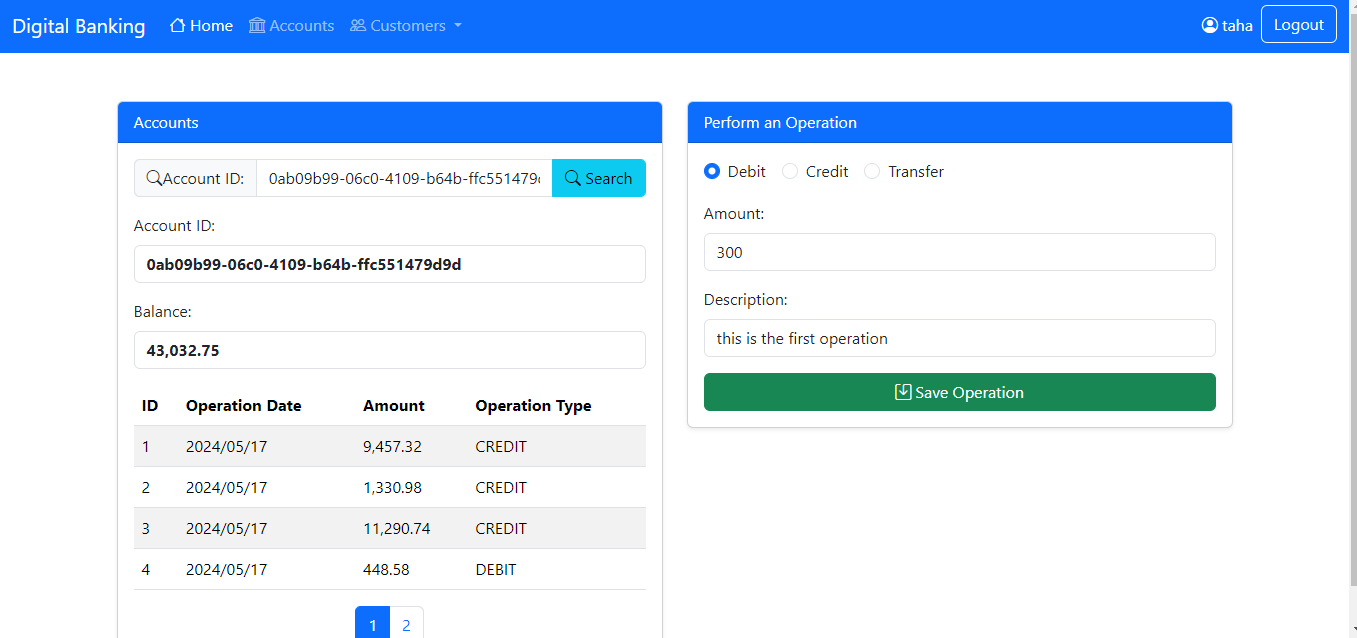 Digital Banking Home Accounts Customers taha Logout
Accounts
Account ID: 0ab09b99-06c0-4109-b64b-ffc551479 Search
Account ID:
0ab09b99-06c0-4109-b64b-ffc551479d9d
Balance:
43,032.75
ID Operation Date Amount Operation Type
1 2024/05/17 9,457.32 CREDIT
2 2024/05/17 1,330.98 CREDIT
3 2024/05/17 11,290.74 CREDIT
4 2024/05/17 448.58 DEBIT
1 2
Perform an Operation
Debit Credit Transfer
Amount:
300
Description:
this is the first operation
Save Operation